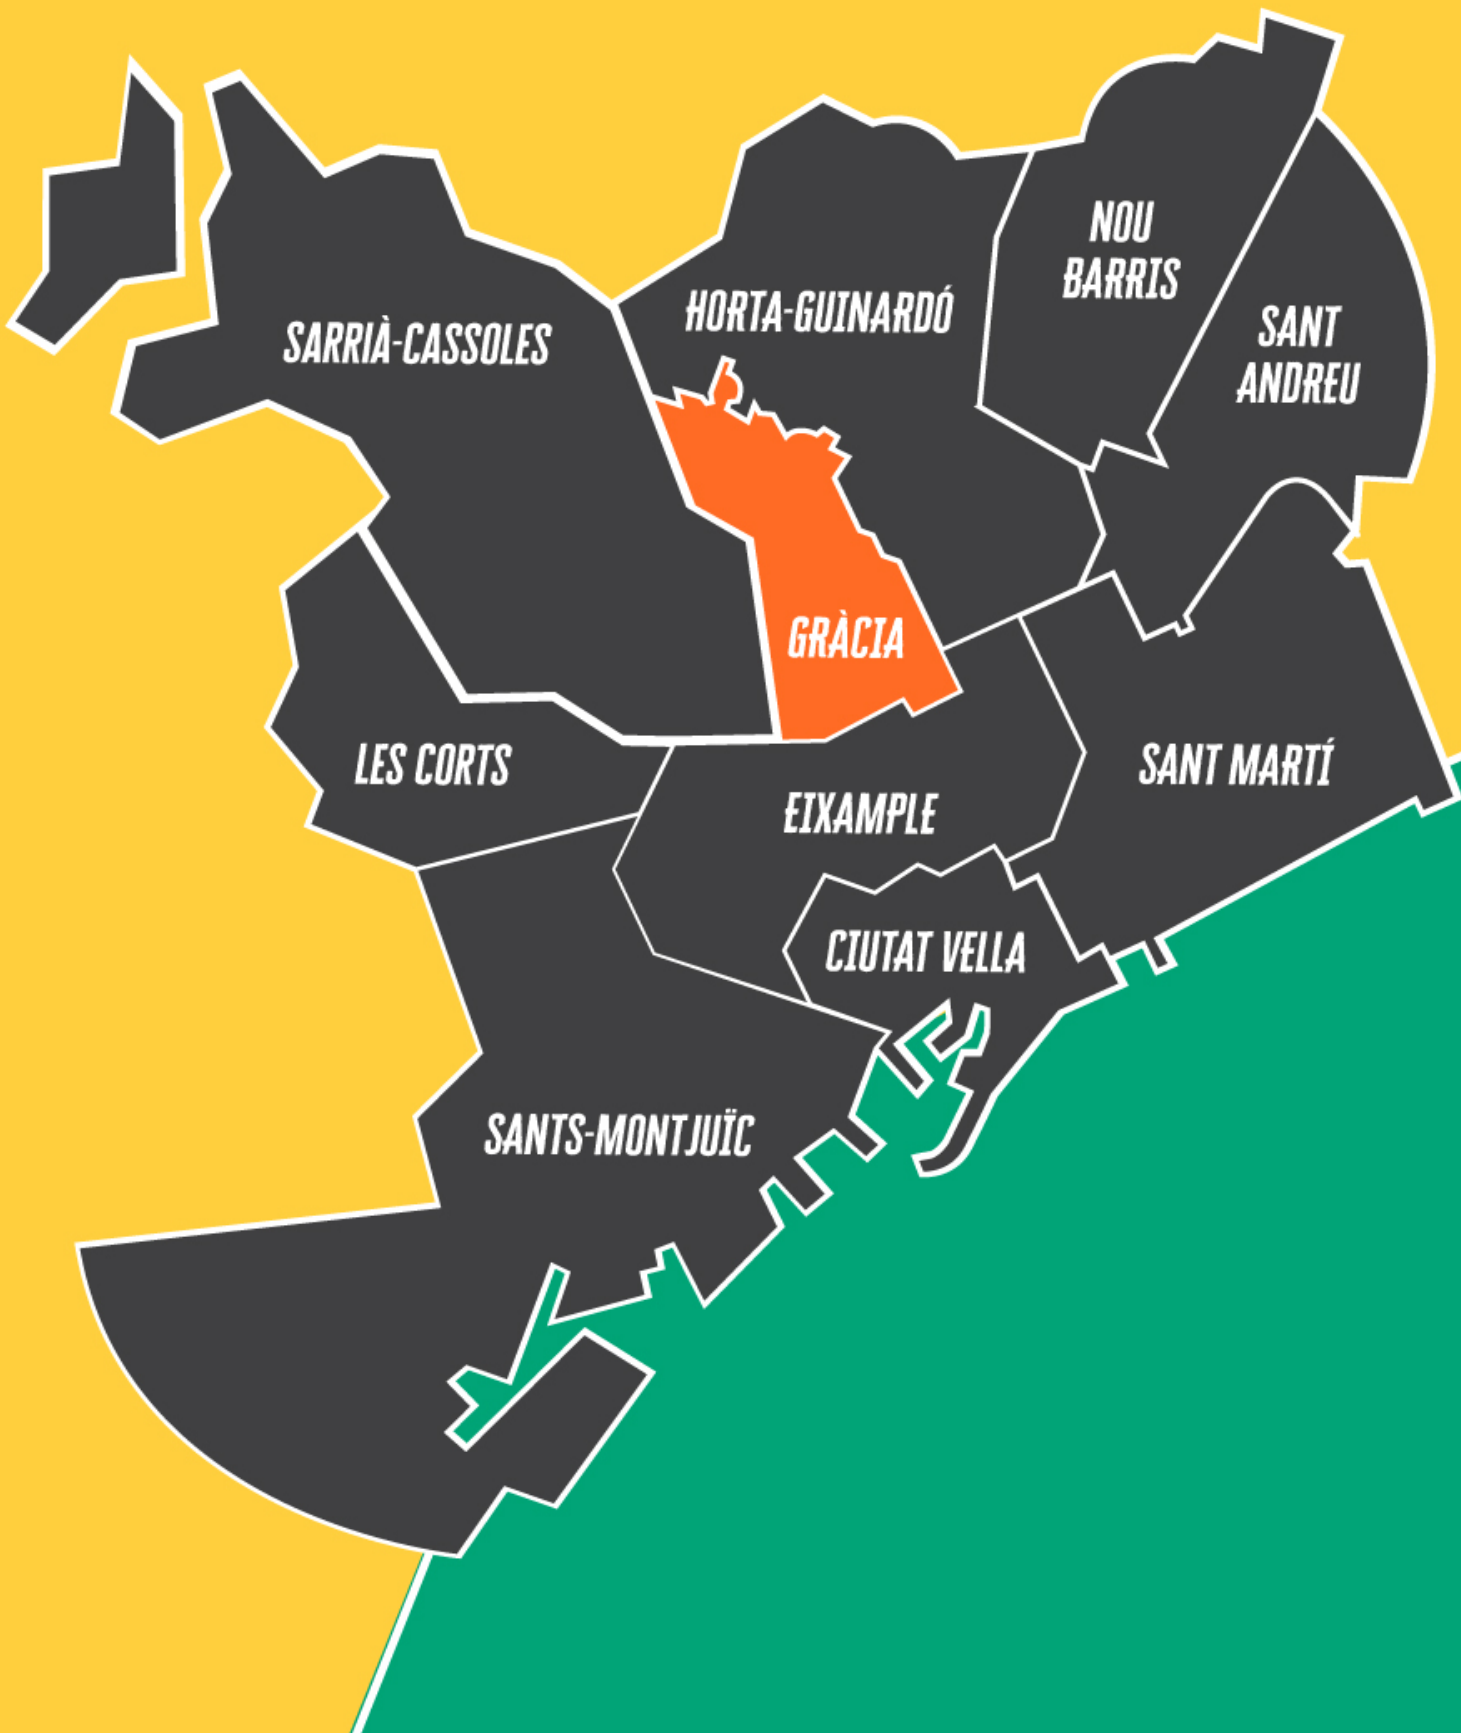 NOU
BARRIS
HORTA-GUINARDÓ
SANT
ANDREU
SARRIÀ-CASSOLES
GRÀCIA
LES CORTS
SANT MARTÍ
EIXAMPLE
CIUTAT VELLA
SANTS-MONTJUÏC